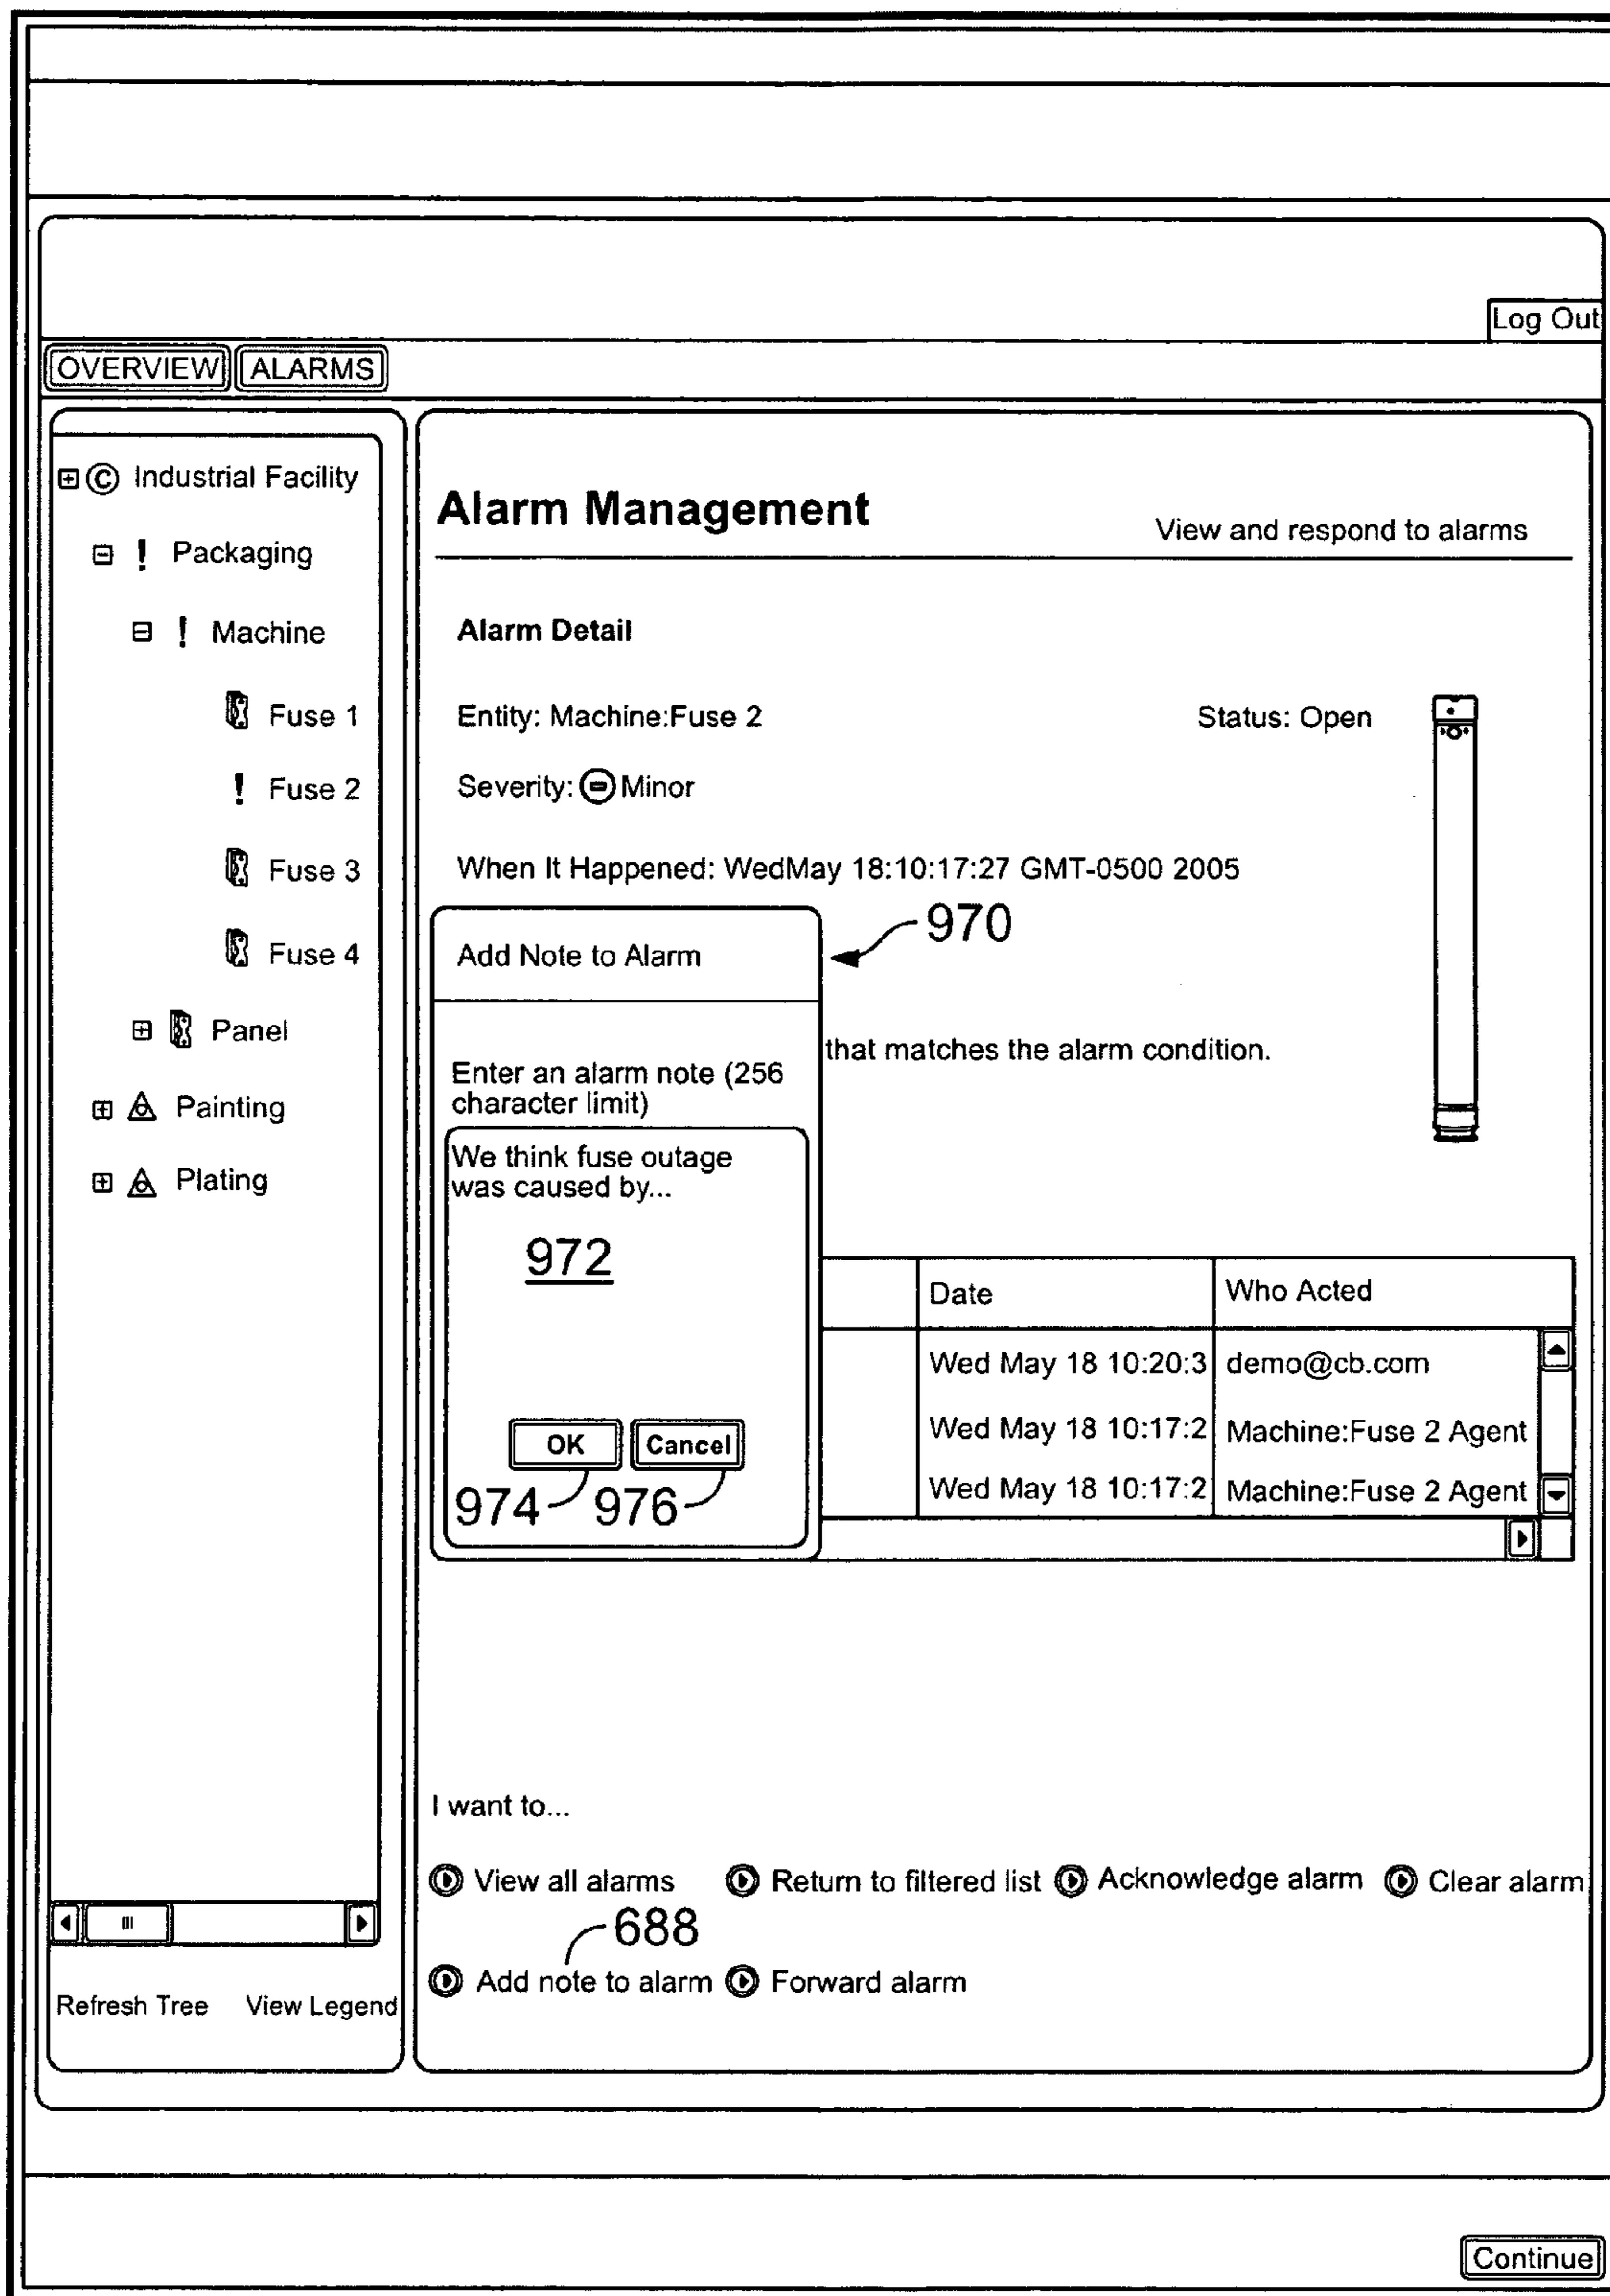 Log Out
OVERVIEW ALARMS
Industrial Facility
! Packaging
! Machine
Fuse 1
! Fuse 2
Fuse 3
Fuse 4
Panel
Painting
Plating
Refresh Tree View Legend
Alarm Management
View and respond to alarms
Alarm Detail
Entity: Machine:Fuse 2 Status: Open
Severity: Minor
When It Happened: WedMay 18:10:17:27 GMT-0500 2005
970
Add Note to Alarm
that matches the alarm condition.
Enter an alarm note (256
character limit)
We think fuse outage
was caused by...
972
OK Cancel
974 976
Date Who Acted
Wed May 18 10:20:3 demo@cb.com
Wed May 18 10:17:2 Machine:Fuse 2 Agent
Wed May 18 10:17:2 Machine:Fuse 2 Agent
I want to...
View all alarms Return to filtered list Acknowledge alarm Clear alarm
688
Add note to alarm Forward alarm
Continue